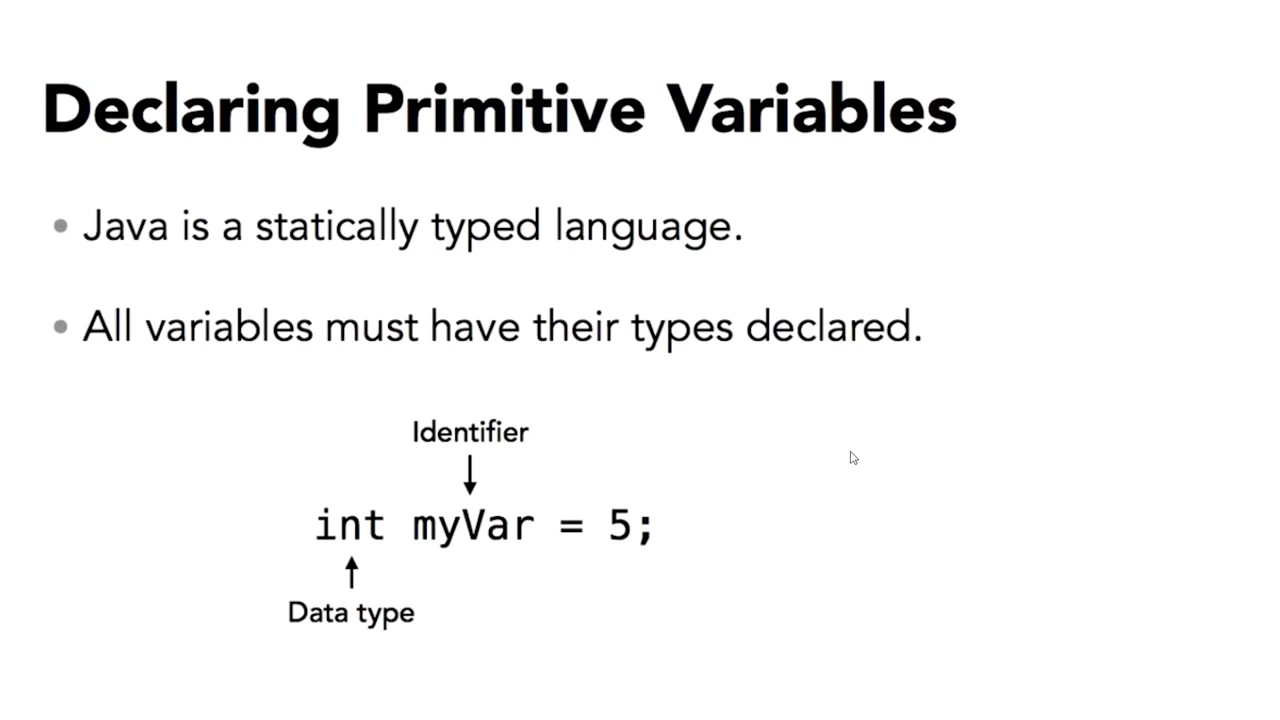 Declaring Primitive Variables
• Java is a statically typed language.
• All variables must have their types declared.
Identifier
int myVar = 5;
Data type